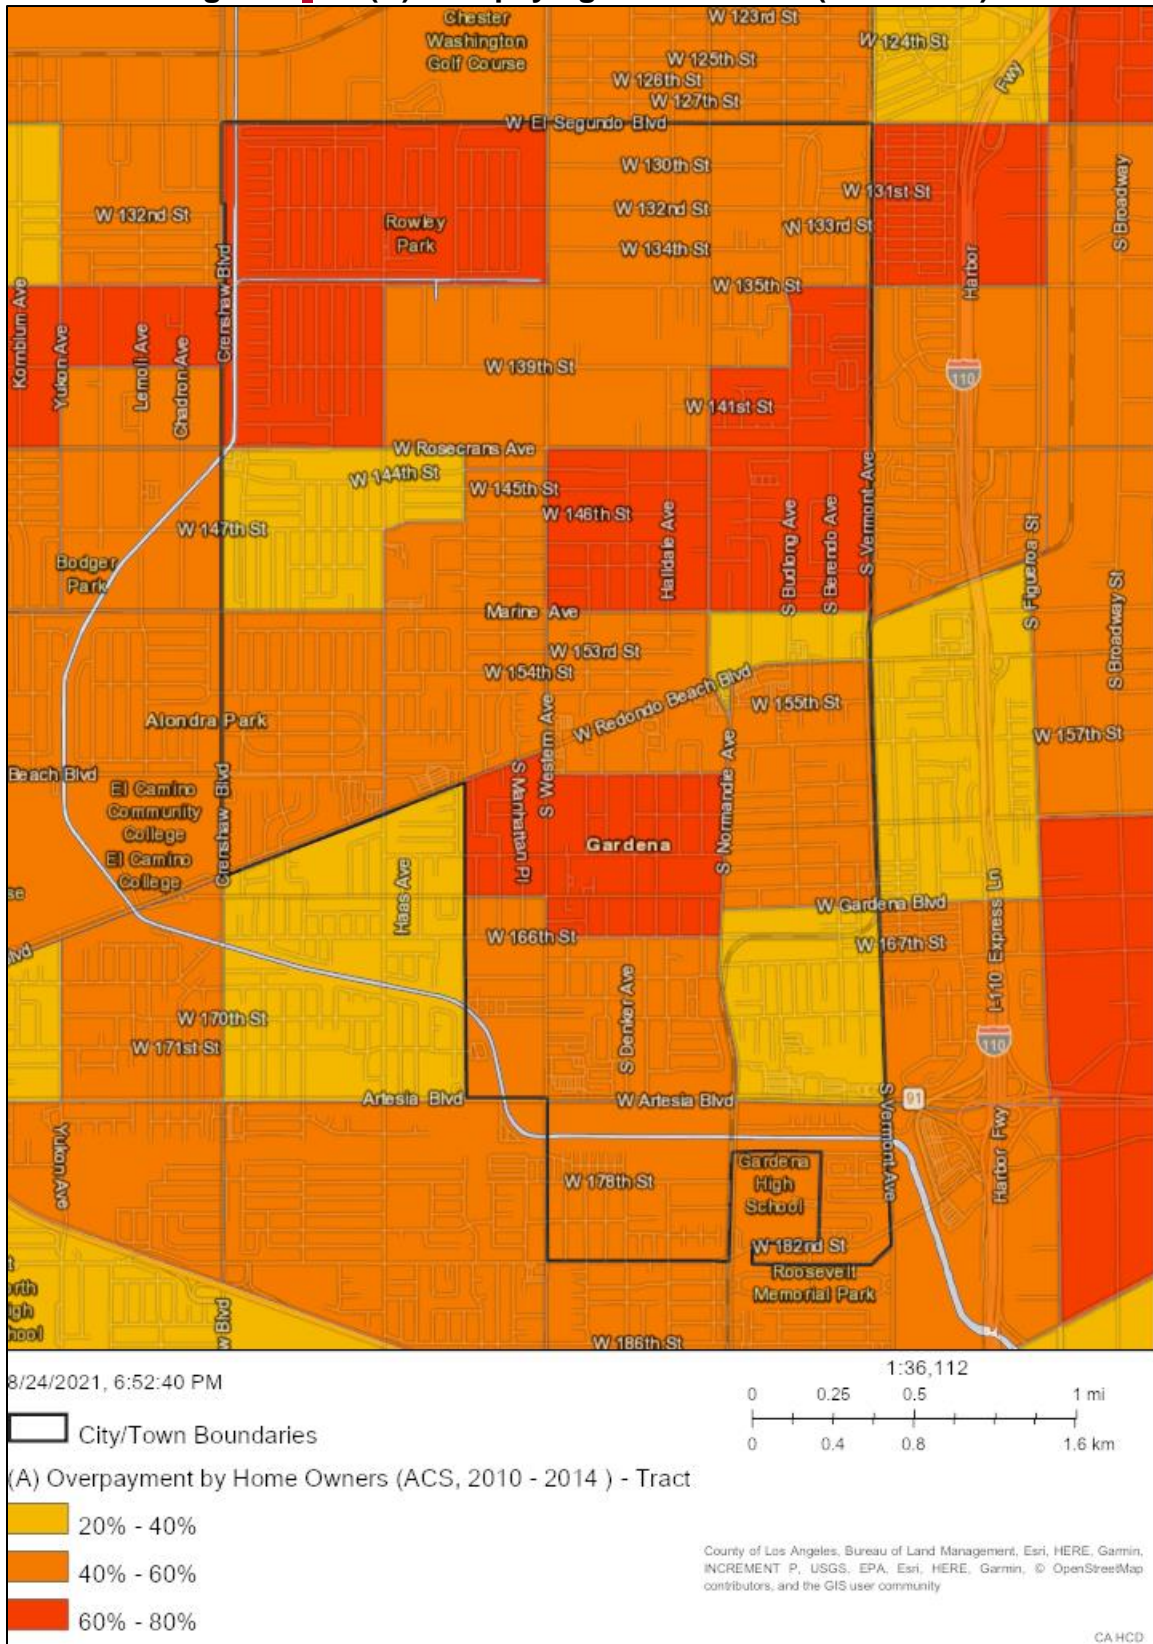 Chester
Washington
Golf Course
W 123rd St
W 124th St
W 125th St
W 126th St
W 127th St
Fwy
W El Segundo Blvd
W 130th St
W 131st St
W 132nd St
W 132nd St
Rowley
Park
W 133rd St
W 134th St
S Broadway
Crenshaw Blvd
Harbor
W 135th St
Kornblum Ave
Yukon Ave
Lemoli Ave
Chadron Ave
W 139th St
110
W 141st St
W Rosecrans Ave
W 144th St
W 145th St
W 146th St
W 147th St
Halldale Ave
S Budlong Ave
S Berendo Ave
S Vermont Ave
S Figueroa St
Bodger
Park
Marine Ave
W 153rd St
W 154th St
S Broadway St
W Redondo Beach Blvd
W 155th St
Alondra Park
W 157th St
S Western Ave
S Manhattan Pl
S Normandie Ave
Beach Blvd
El Camino
Community
College
El Camino
College
Crenshaw Blvd
Gardena
Haas Ave
se
W Gardena Blvd
I-110 Express Ln
lvd
W 166th St
W 167th St
S Denker Ave
W 170th St
W 171st St
110
Artesia Blvd
W Artesia Blvd
91
S Vermont Ave
Harbor Fwy
Yukon Ave
W 178th St
Gardena
High
School
W 182nd St
Roosevelt
Memorial Park
orth
igh
hool
w Blvd
W 186th St
8/24/2021, 6:52:40 PM
1:36,112
0 0.25 0.5 1 mi
0 0.4 0.8 1.6 km
City/Town Boundaries
(A) Overpayment by Home Owners (ACS, 2010 - 2014 ) - Tract
20% - 40%
40% - 60%
60% - 80%
County of Los Angeles, Bureau of Land Management, Esri, HERE, Garmin,
INCREMENT P, USGS, EPA, Esri, HERE, Garmin, © OpenStreetMap
contributors, and the GIS user community
CA HCD